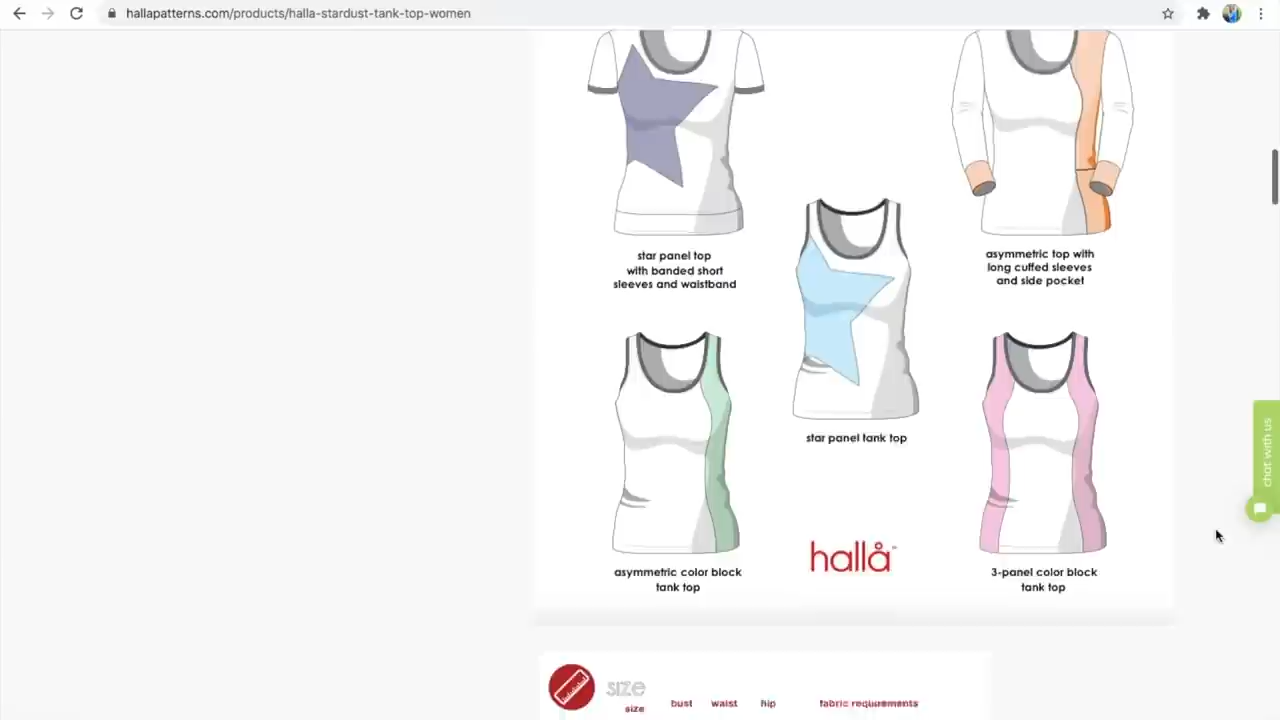 hallapatterns.com/products/halla-stardust-tank-top-women
star panel top
with banded short
sleeves and waistband
asymmetric top with
long cuffed sleeves
and side pocket
star panel tank top
chat with us
asymmetric color block
tank top
hallå™
3-panel color block
tank top
size
size bust waist hip fabric requirements